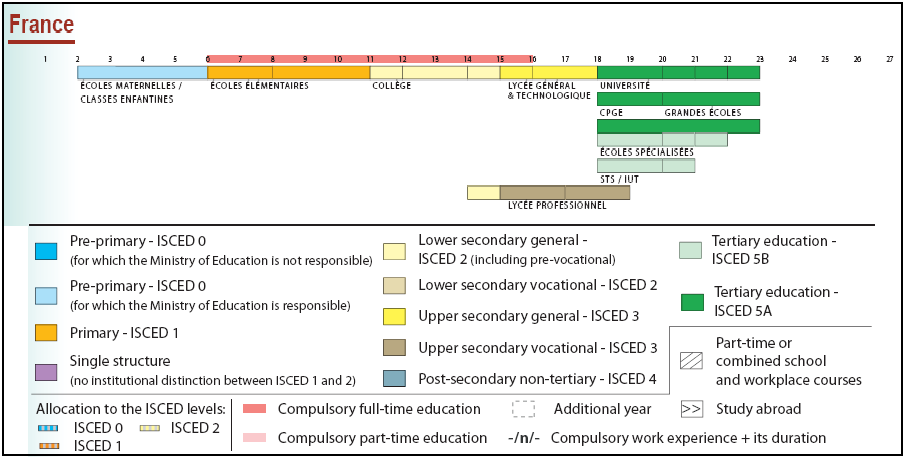 France
1 2 3 4 5 6 7 8 9 10 11 12 13 14 15 16 17 18 19 20 21 22 23 24 25 26 27
ÉCOLES MATERNELLES / CLASSES ENFANTINES
ÉCOLES ÉLÉMENTAIRES
COLLÈGE
LYCÉE GÉNÉRAL
& TECHNOLOGIQUE
UNIVERSITÉ
CPGE GRANDES ÉCOLES
ÉCOLES SPÉCIALISÉES
STS / IUT
LYCÉE PROFESSIONNEL
Pre-primary - ISCED 0
(for which the Ministry of Education is not responsible)
Pre-primary - ISCED 0
(for which the Ministry of Education is responsible)
Primary - ISCED 1
Single structure
(no institutional distinction between ISCED 1 and 2)
Lower secondary general -
ISCED 2 (including pre-vocational)
Lower secondary vocational - ISCED 2
Upper secondary general - ISCED 3
Upper secondary vocational - ISCED 3
Post-secondary non-tertiary - ISCED 4
Tertiary education -
ISCED 5B
Tertiary education -
ISCED 5A
Part-time or
combined school
and workplace courses
Allocation to the ISCED levels:
ISCED 0 ISCED 2
ISCED 1
Compulsory full-time education
Compulsory part-time education
Additional year
-/n/- Compulsory work experience + its duration
>> Study abroad